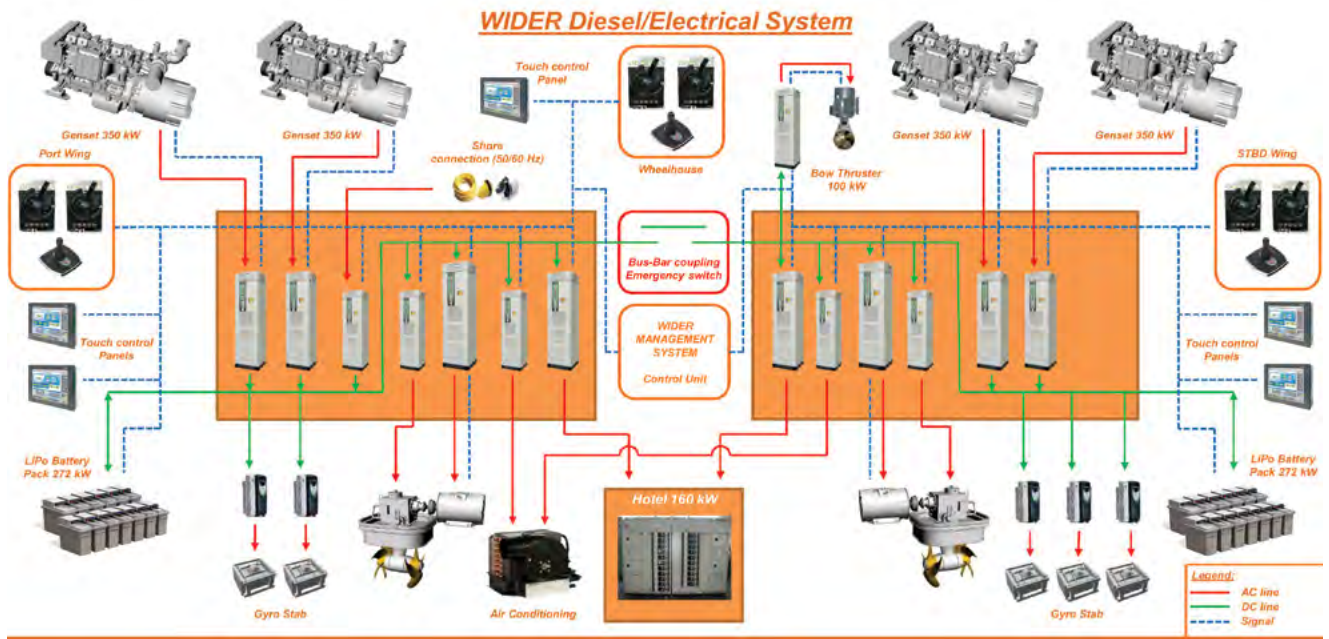 WIDER Diesel/Electrical System
Touch control
Panel
Genset 350 kW
Genset 350 kW
Genset 350 kW
Genset 350 kW
Port Wing
Shore
connection (50/60 Hz)
Wheelhouse
Bow Thruster
100 kW
STBD Wing
Bus-Bar coupling
Emergency switch
WIDER
MANAGEMENT
SYSTEM
Control Unit
Touch control
Panels
Touch control
Panels
LiPo Battery
Pack 272 kW
LiPo Battery
Pack 272 kW
Hotel 160 kW
Gyro Stab
Air Conditioning
Gyro Stab
Legend:
AC line
DC line
Signal